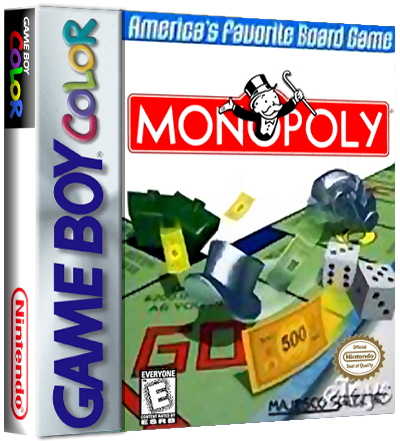 America's Favorite Board Game
GAME BOY
COLOR
GAME BOY COLOR
Nintendo
MONOPOLY
GO
500
EVERYONE
E
CONTENT RATED BY
ESRB
Official
Nintendo
Seal of Quality
MAJESCO